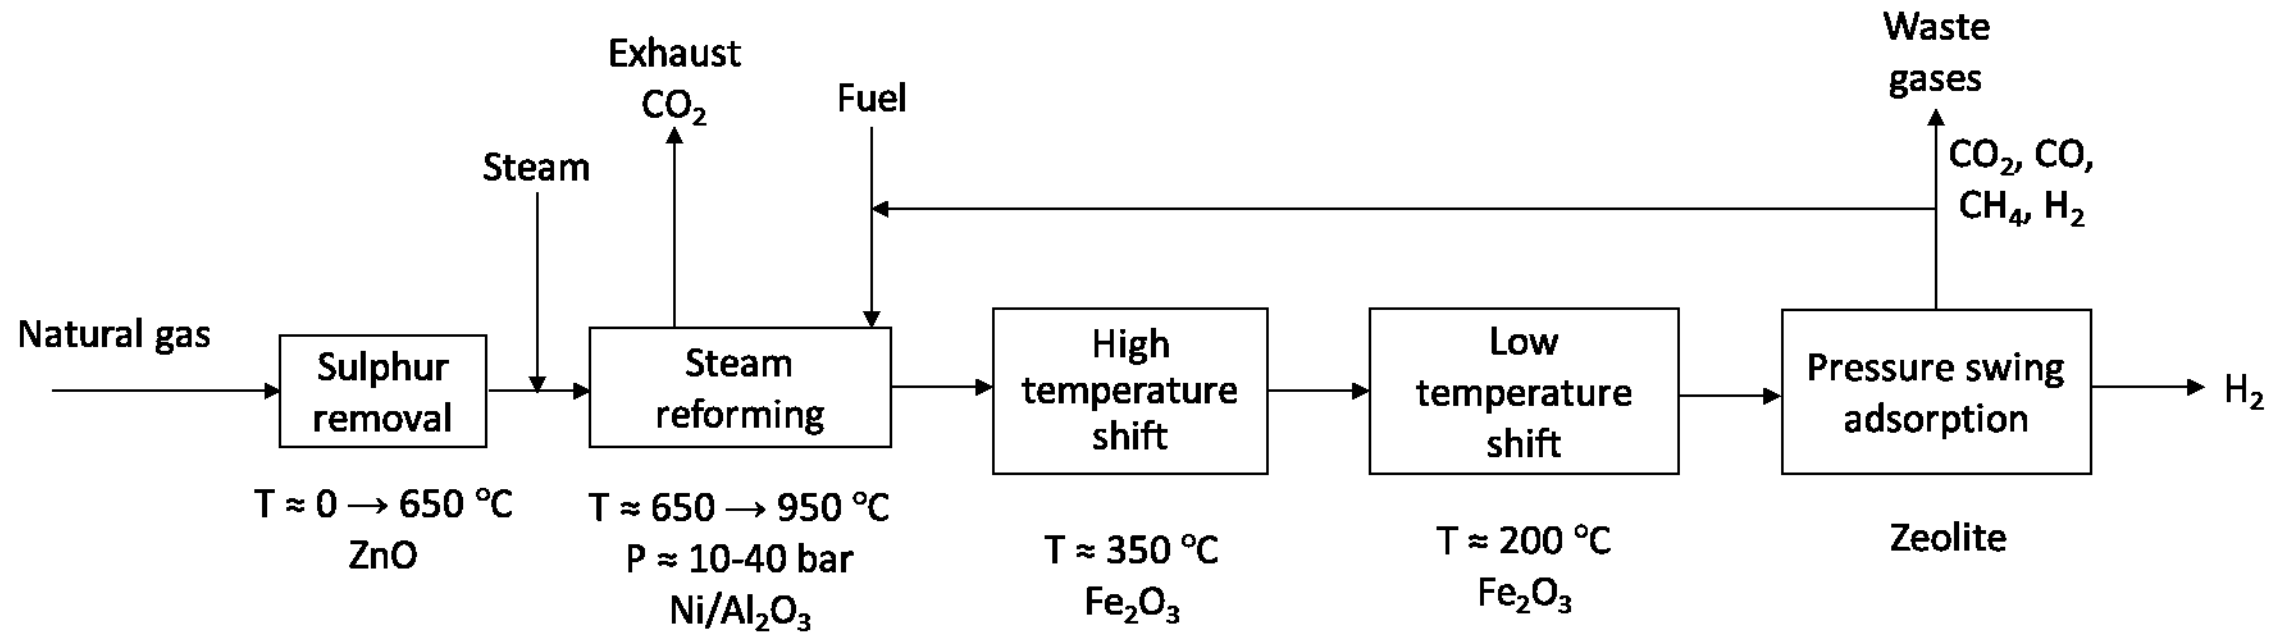 Waste
gases
Exhaust
CO₂
Fuel
Steam
CO₂, CO,
CH₄, H₂
Natural gas
Sulphur
removal
Steam
reforming
High
temperature
shift
Low
temperature
shift
Pressure swing
adsorption
H₂
T ≈ 0 → 650 °C
ZnO
T ≈ 650 → 950 °C
P ≈ 10-40 bar
Ni/Al₂O₃
T ≈ 350 °C
Fe₂O₃
T ≈ 200 °C
Fe₂O₃
Zeolite